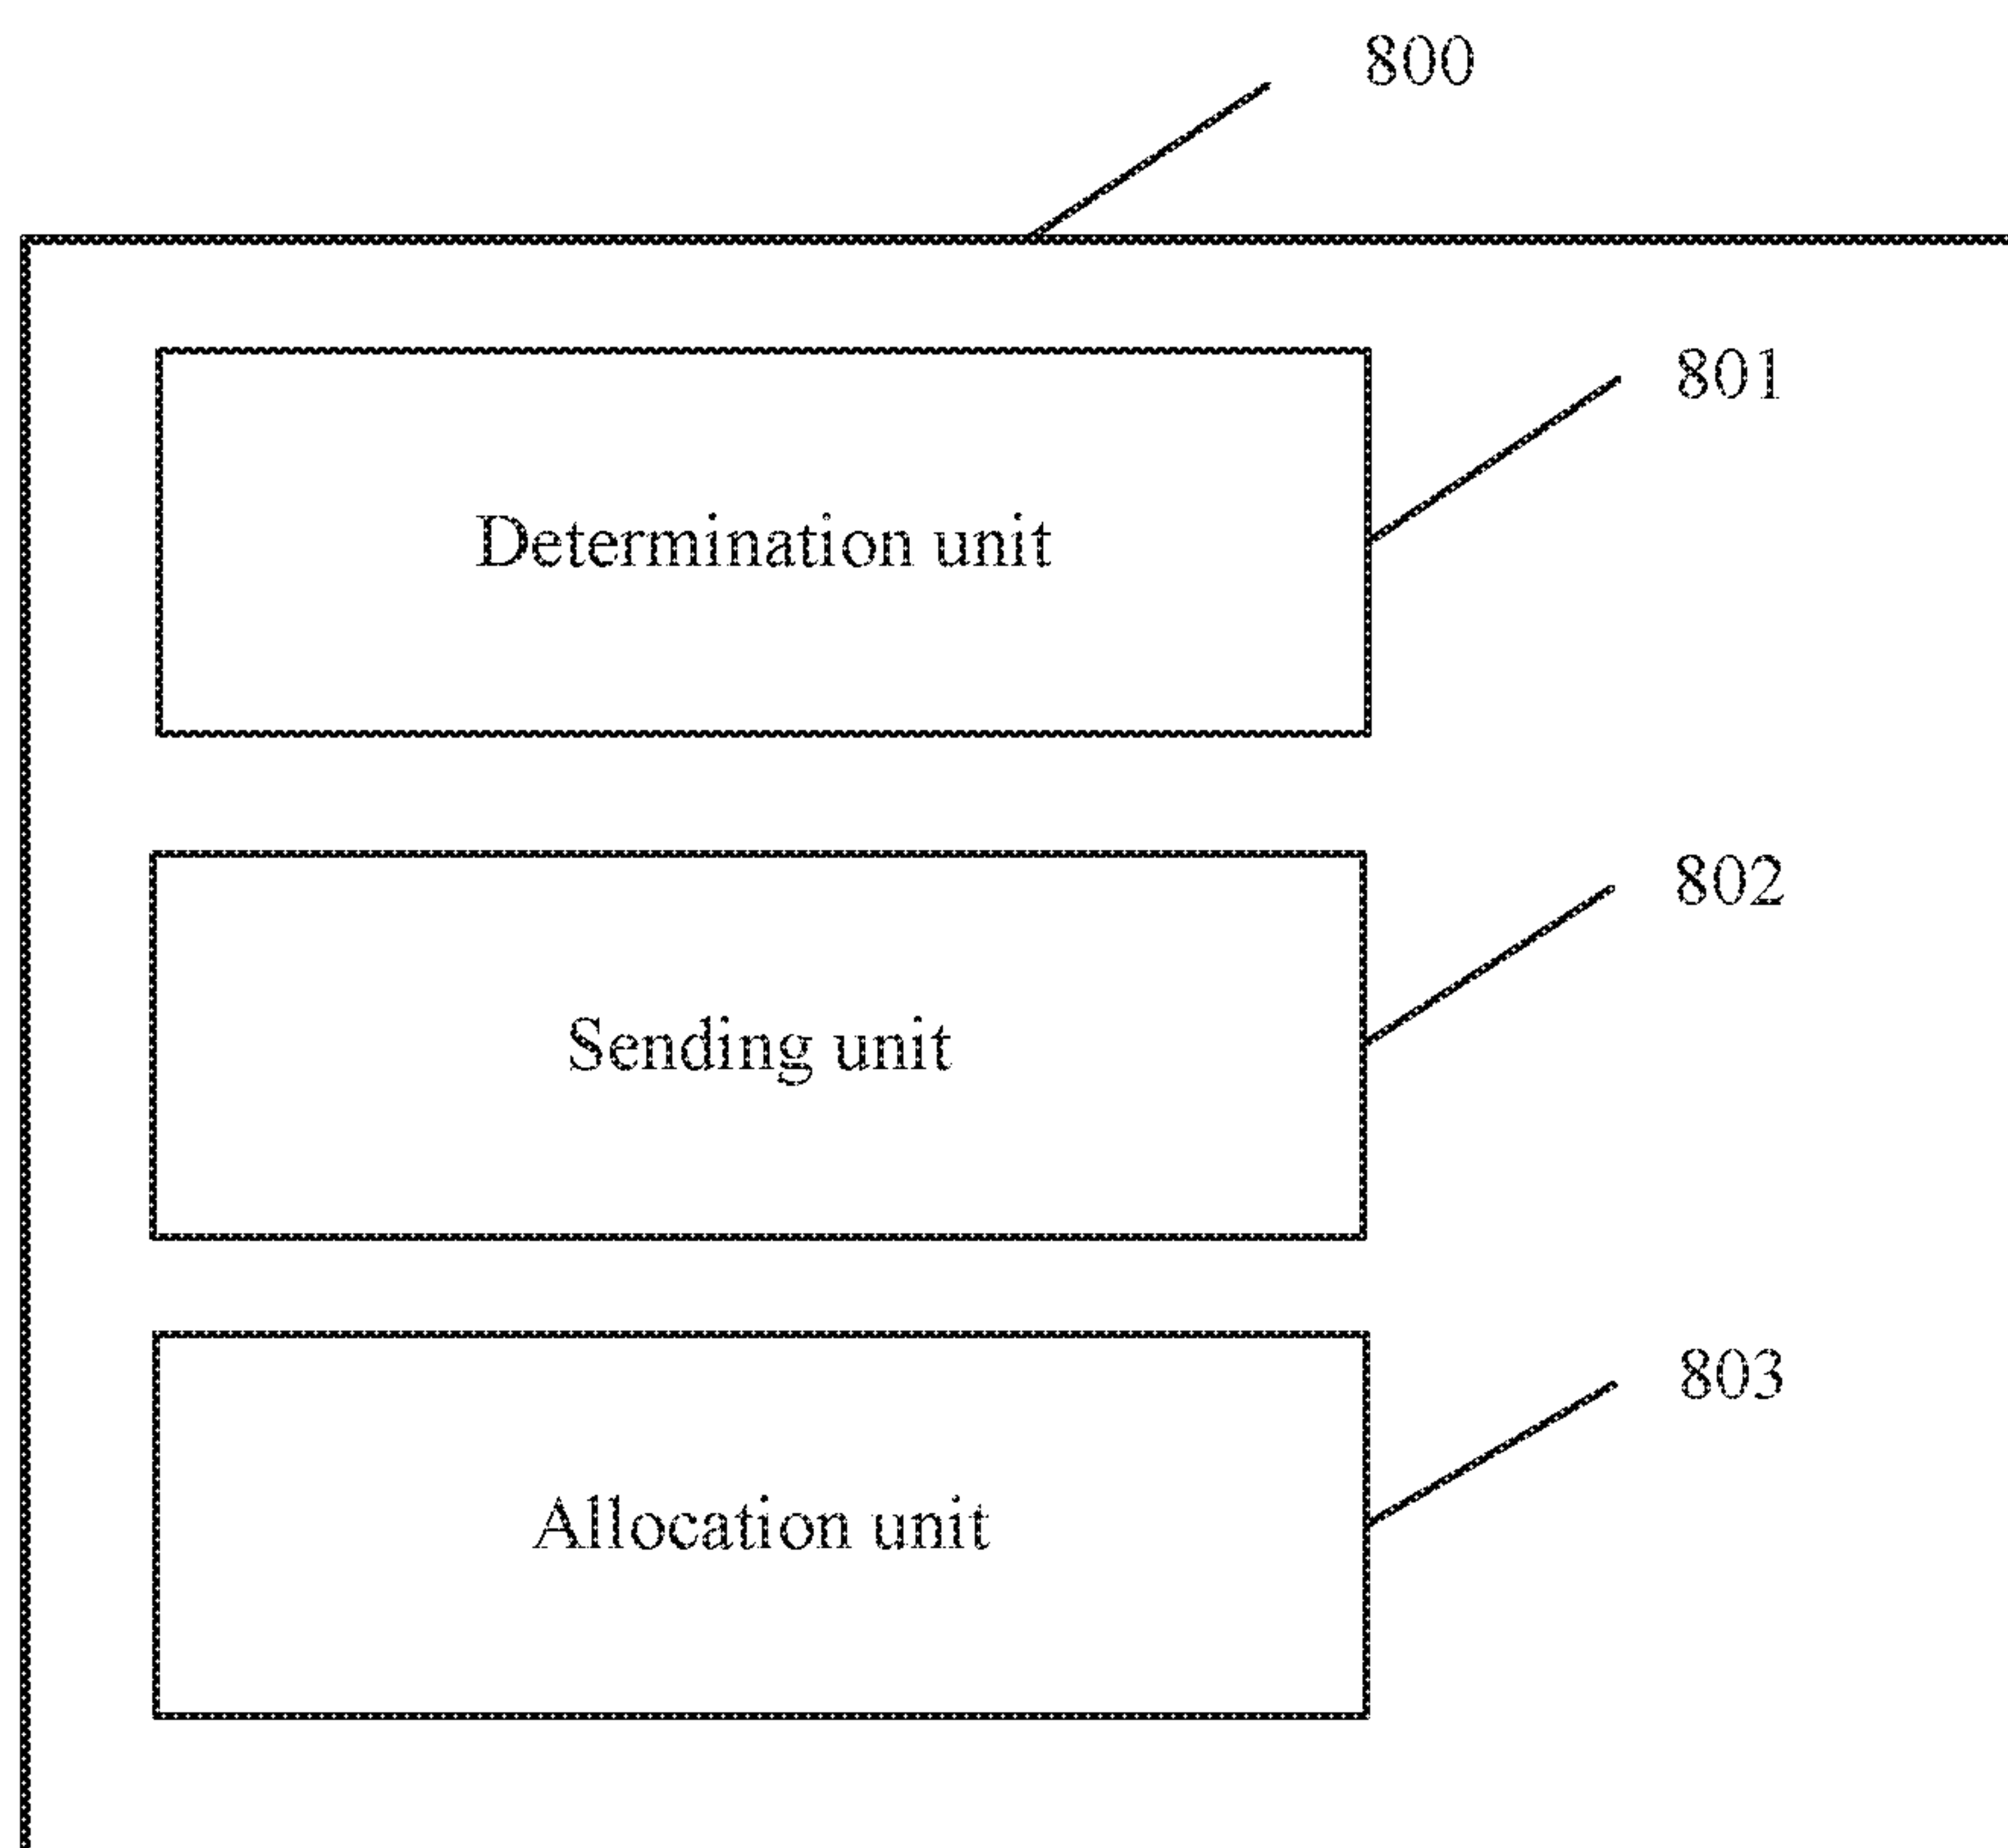 800
801
Determination unit
802
Sending unit
803
Allocation unit